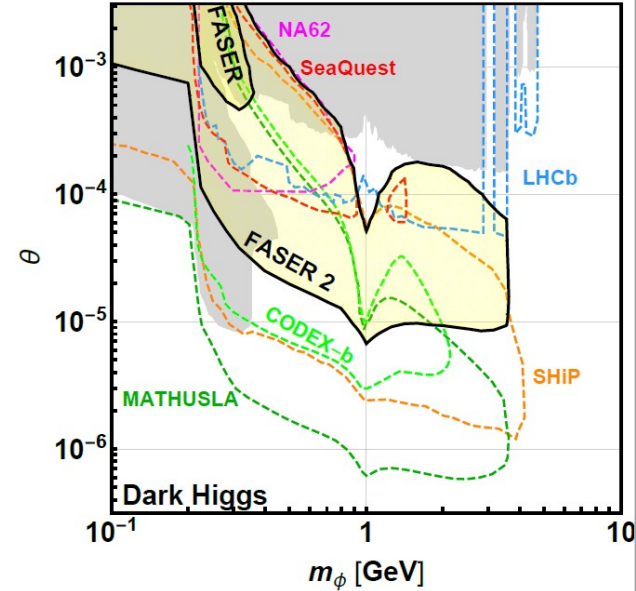 NA62
FASER
SeaQuest
10⁻³
LHCb
10⁻⁴
θ
FASER 2
10⁻⁵
CODEX-b
SHiP
MATHUSLA
10⁻⁶
Dark Higgs
10⁻¹ 1 10
m_ϕ [GeV]